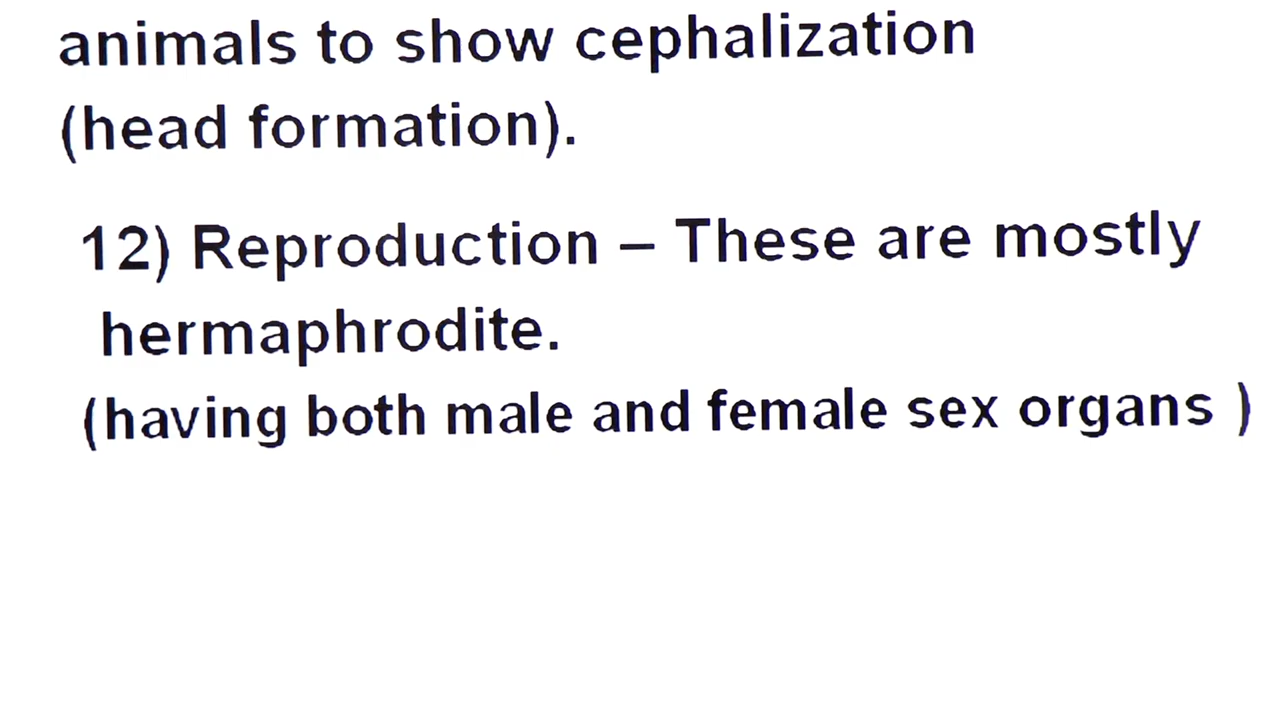 animals to show cephalization
(head formation).
12) Reproduction – These are mostly
hermaphrodite.
(having both male and female sex organs )